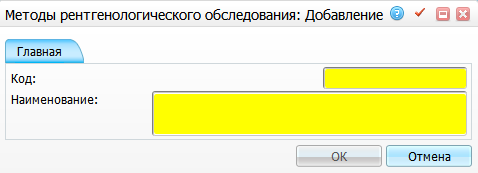 Методы рентгенологического обследования: Добавление
Главная
Код:
Наименование:
ОК Отмена